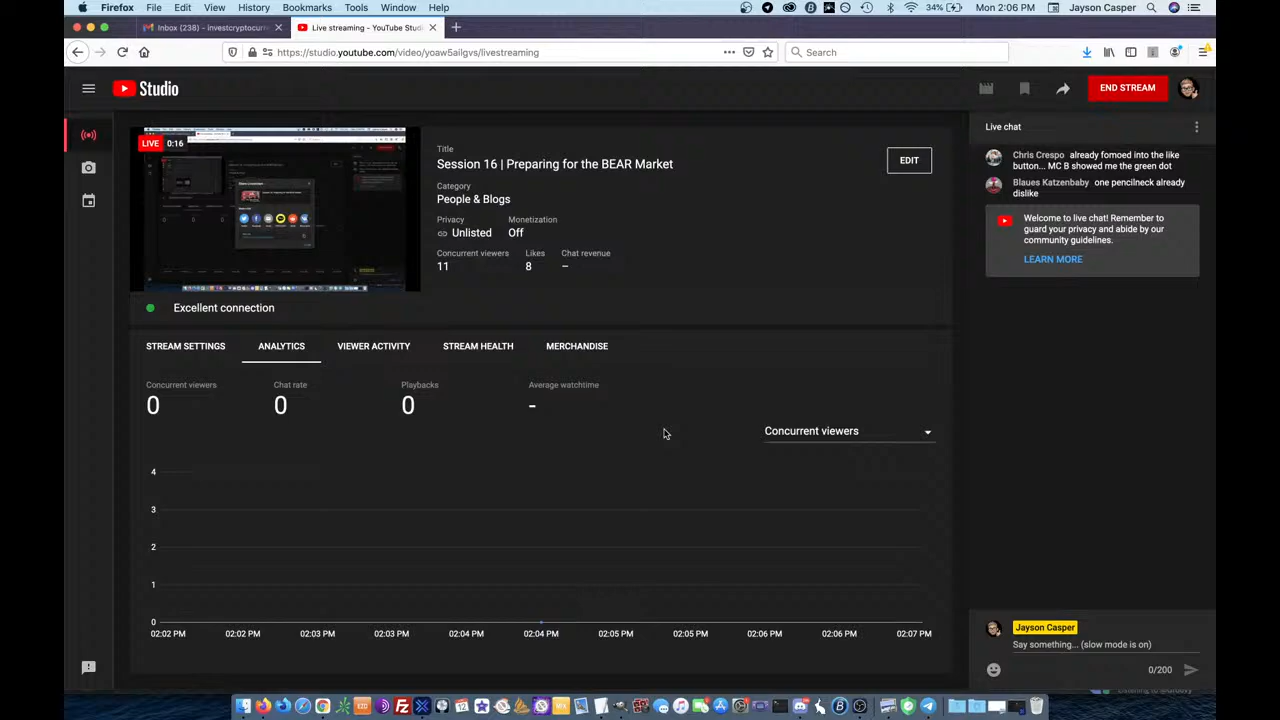 Firefox File Edit View History Bookmarks Tools Window Help 34% Mon 2:06 PM Jayson Casper
Inbox (238) - investcryptocurr Live streaming - YouTube Studi
https://studio.youtube.com/video/yoaw5ailgvs/livestreaming Search
Studio END STREAM
LIVE 0:16
Title
Session 16 | Preparing for the BEAR Market
EDIT
Category
People & Blogs
Privacy Monetization
Unlisted Off
Concurrent viewers Likes Chat revenue
11 8 –
Excellent connection
STREAM SETTINGS ANALYTICS VIEWER ACTIVITY STREAM HEALTH MERCHANDISE
Concurrent viewers Chat rate Playbacks Average watchtime
0 0 0 -
Concurrent viewers
4
3
2
1
0
02:02 PM 02:02 PM 02:03 PM 02:03 PM 02:04 PM 02:04 PM 02:05 PM 02:05 PM 02:06 PM 02:06 PM 02:07 PM
Live chat
Chris Crespo already fomoed into the like
button... MC B showed me the green dot
Blaues Katzenbaby one pencilneck already
dislike
Welcome to live chat! Remember to
guard your privacy and abide by our
community guidelines.
LEARN MORE
Jayson Casper
Say something... (slow mode is on)
0/200